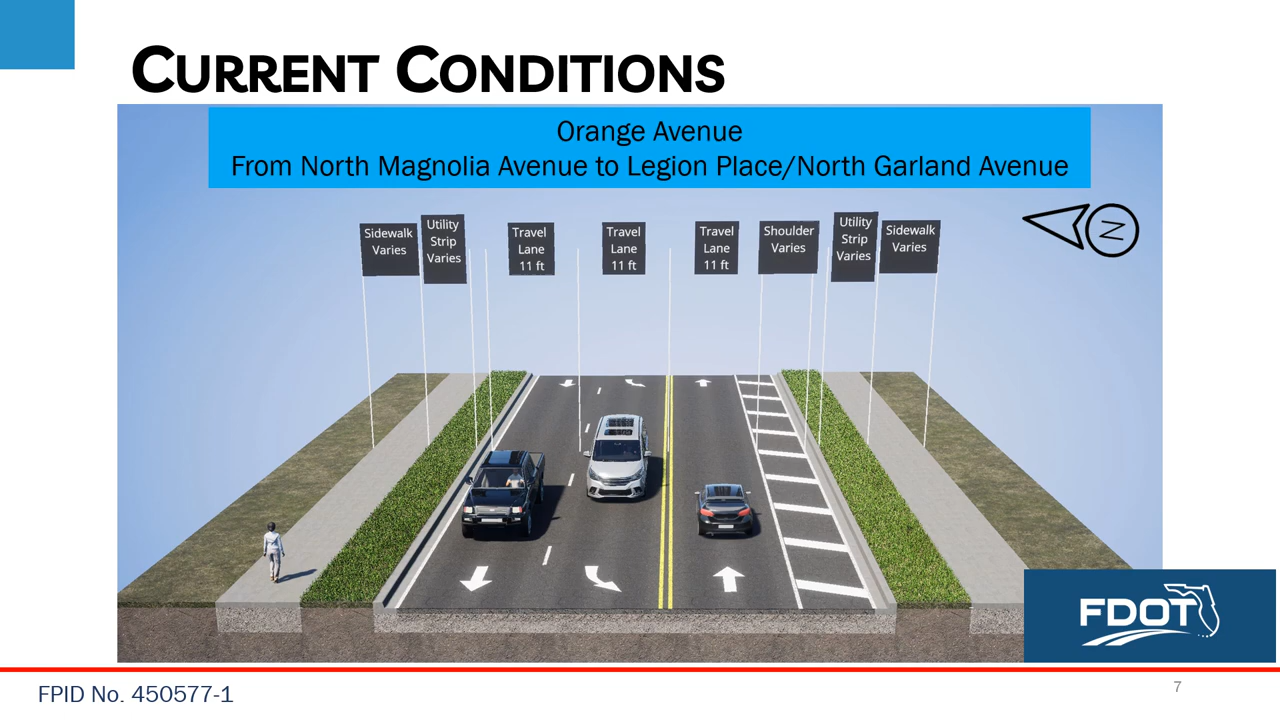 CURRENT CONDITIONS
Orange Avenue
From North Magnolia Avenue to Legion Place/North Garland Avenue
Sidewalk
Varies
Utility
Strip
Varies
Travel
Lane
11 ft
Travel
Lane
11 ft
Travel
Lane
11 ft
Shoulder
Varies
Utility
Strip
Varies
Sidewalk
Varies
N
FDOT
FPID No. 450577-1
7